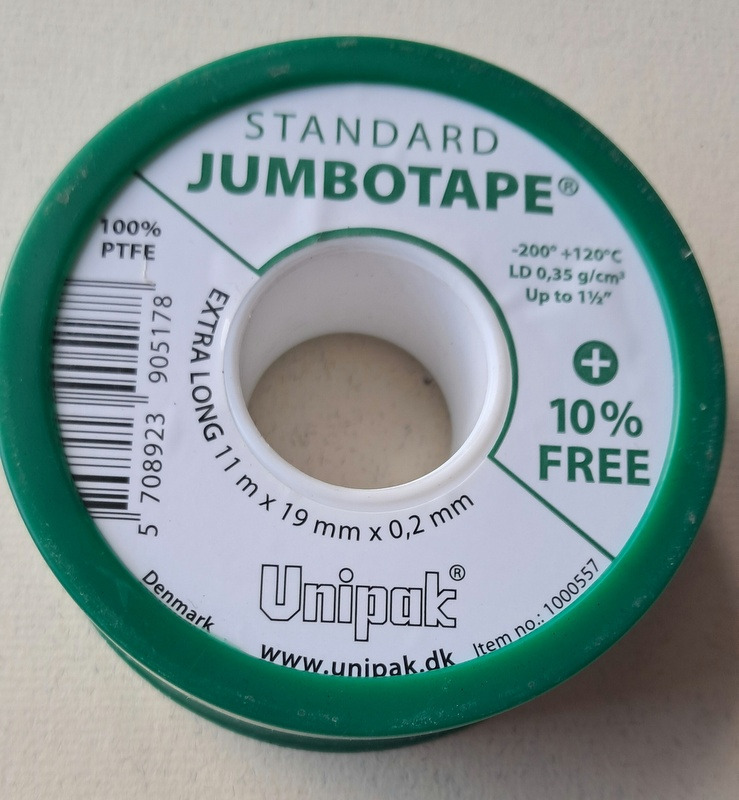 STANDARD
JUMBOTAPE®
100%
PTFE
-200° +120°C
LD 0,35 g/cm³
Up to 1½"
10%
FREE
EXTRA LONG 11 m x 19 mm x 0,2 mm
5 708923 905178
Unipak®
Denmark
www.unipak.dk
Item no.: 1000557